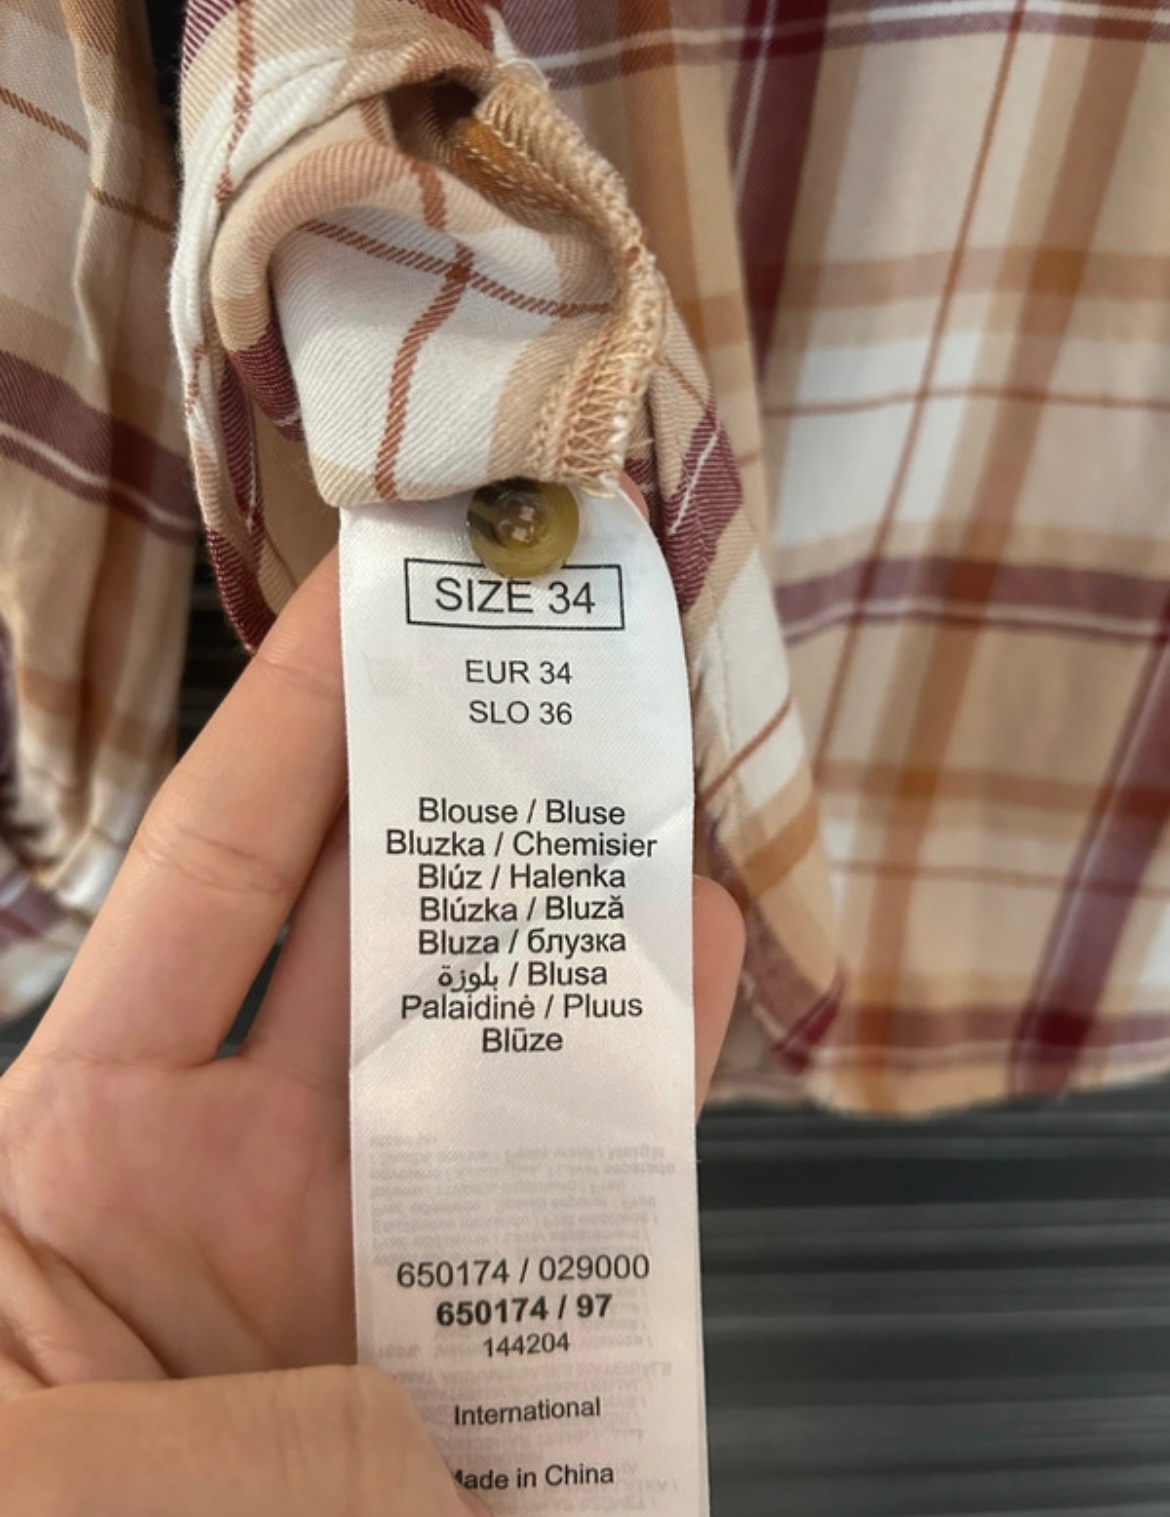 SIZE 34
EUR 34
SLO 36
Blouse / Bluse
Bluzka / Chemisier
Blúz / Halenka
Blúzka / Bluză
Bluza / блузка
بلوزة / Blusa
Palaidinė / Pluus
Blūze
650174 / 029000
650174 / 97
144204
International
Made in China